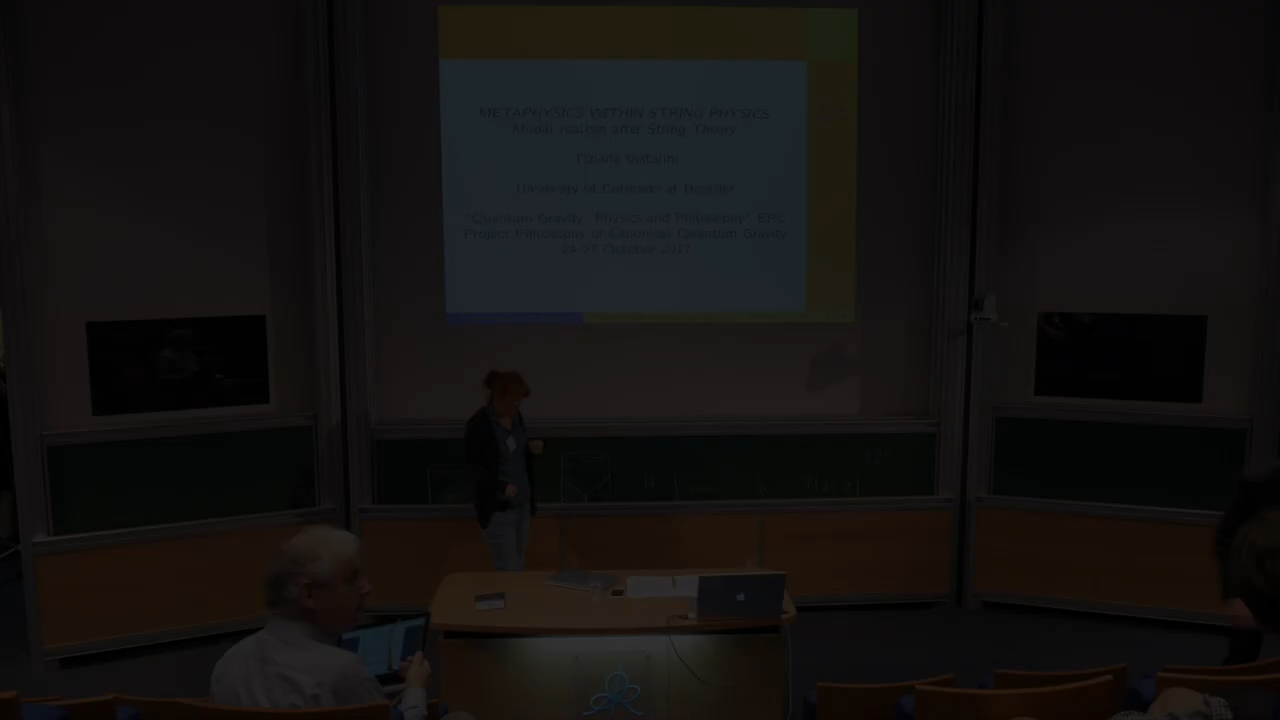 METAPHYSICS WITHIN STRING PHYSICS
Modal realism after String Theory
Tiziana Vistarini
University of Colorado at Boulder
"Quantum Gravity: Physics and Philosophy" ERC
Project Philosophy of Canonical Quantum Gravity
24-27 October 2017